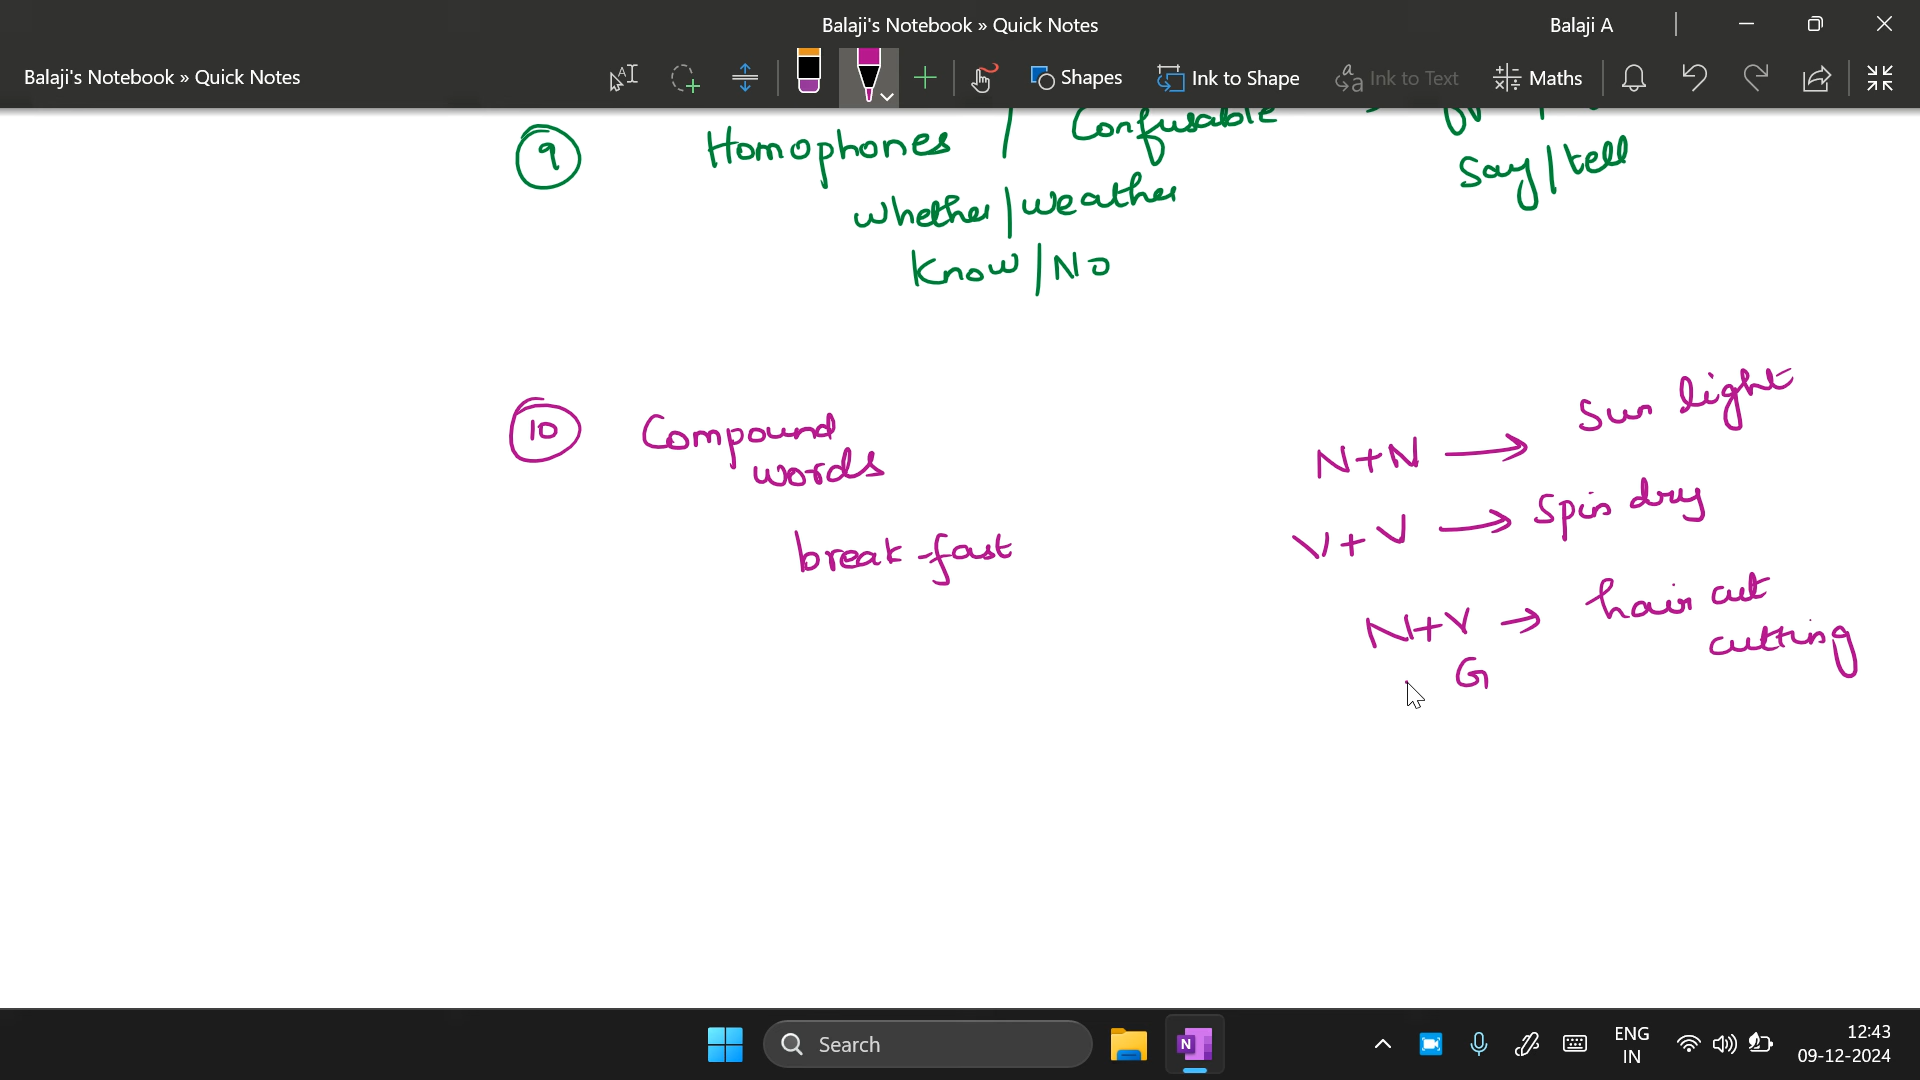 Balaji's Notebook » Quick Notes
Balaji A
Balaji's Notebook » Quick Notes
Shapes
Ink to Shape
Ink to Text
Maths
9 Homophones / Confusable
say/tell
whether/weather
Know/No
10 Compound words
break-fast
N+N → Sun light
V+V → Spin dry
N+V → hair cut
G cutting
Search
ENG
IN
12:43
09-12-2024